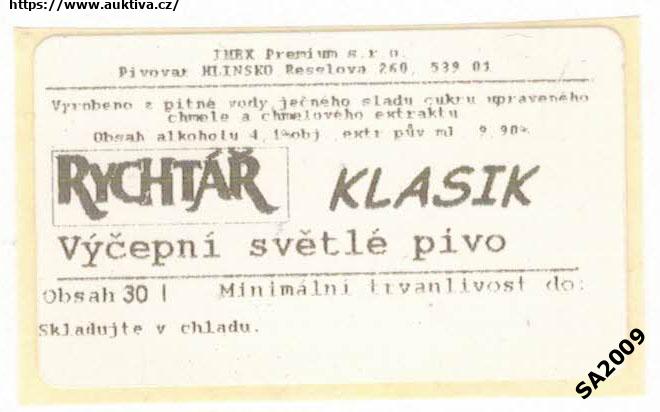 https://www.auktiva.cz/
Premium s.r.o.
Pivovar HLINSKO Resslova 260, 539 01
Vyrobeno z pitné vody, ječného sladu cukru upraveného
chmele a chmelového extraktu
Obsah alkoholu 4,1%obj. extr pův ml 9,90%
RYCHTÁŘ KLASIK
Výčepní světlé pivo
Obsah 30 l Minimální trvanlivost do:
Skladujte v chladu.
SA2009